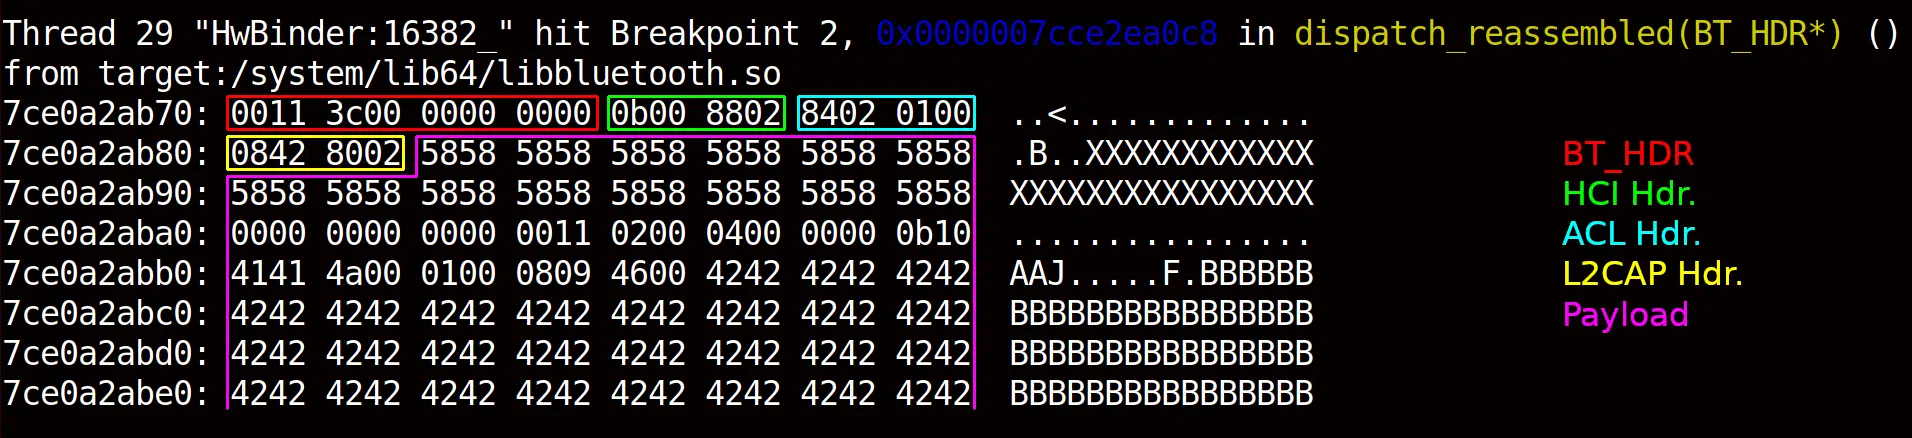 Thread 29 "HwBinder:16382_" hit Breakpoint 2, 0x0000007cce2ea0c8 in dispatch_reassembled(BT_HDR*) ()
from target:/system/lib64/libbluetooth.so
7ce0a2ab70: 0011 3c00 0000 0000 0b00 8802 8402 0100 ..<.............
7ce0a2ab80: 0842 8002 5858 5858 5858 5858 5858 5858 .B..XXXXXXXXXXXX BT_HDR
7ce0a2ab90: 5858 5858 5858 5858 5858 5858 5858 5858 XXXXXXXXXXXXXXXX HCI Hdr.
7ce0a2aba0: 0000 0000 0000 0011 0200 0400 0000 0b10 ................ ACL Hdr.
7ce0a2abb0: 4141 4a00 0100 0809 4600 4242 4242 4242 AAJ.....F.BBBBBB L2CAP Hdr.
7ce0a2abc0: 4242 4242 4242 4242 4242 4242 4242 4242 BBBBBBBBBBBBBBBB Payload
7ce0a2abd0: 4242 4242 4242 4242 4242 4242 4242 4242 BBBBBBBBBBBBBBBB
7ce0a2abe0: 4242 4242 4242 4242 4242 4242 4242 4242 BBBBBBBBBBBBBBBB